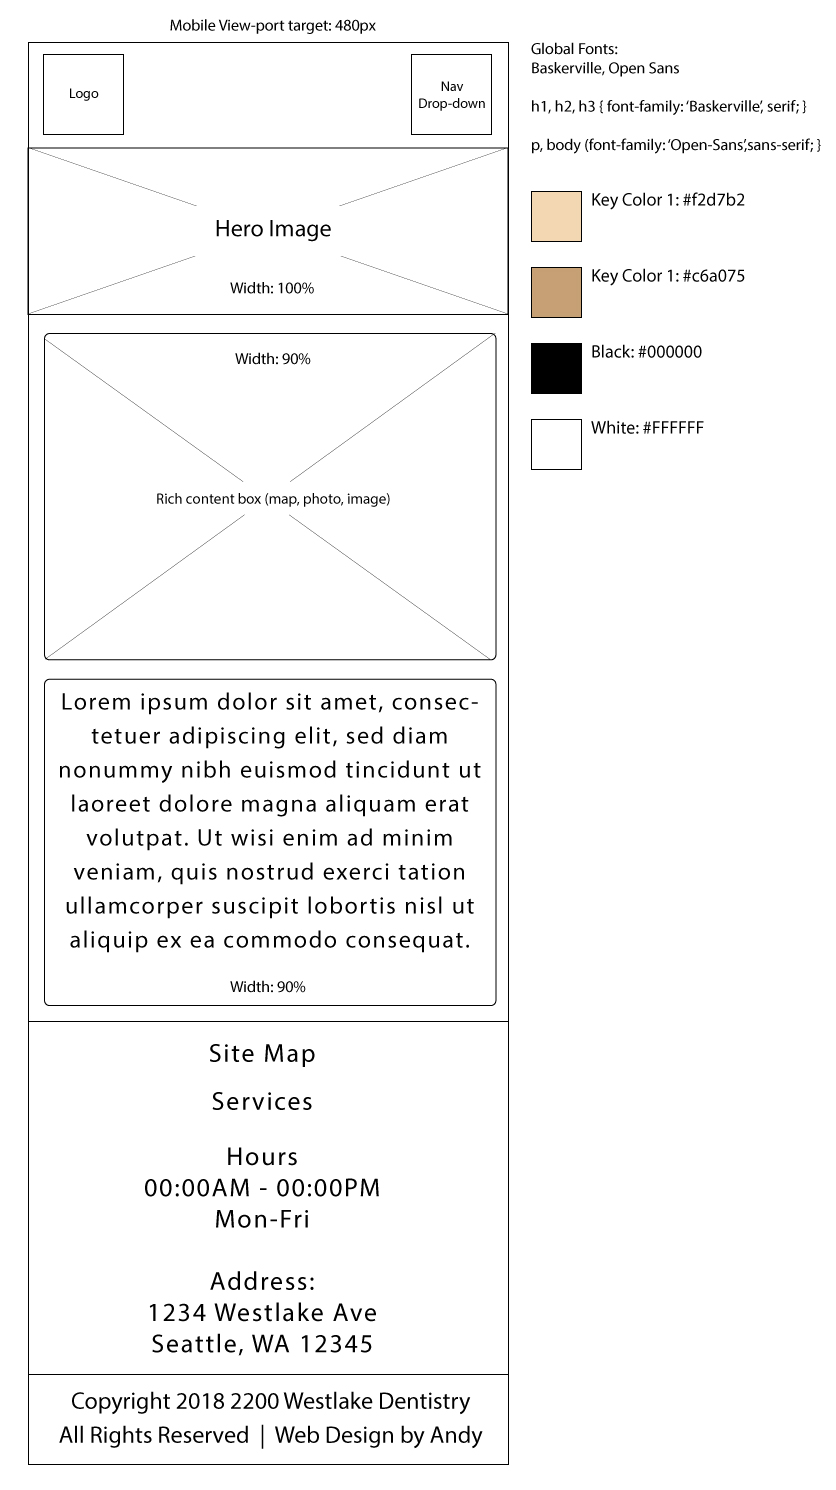 Mobile View-port target: 480px
Logo
Nav
Drop-down
Hero Image
Width: 100%
Width: 90%
Rich content box (map, photo, image)
Lorem ipsum dolor sit amet, consec-
tetuer adipiscing elit, sed diam
nonummy nibh euismod tincidunt ut
laoreet dolore magna aliquam erat
volutpat. Ut wisi enim ad minim
veniam, quis nostrud exerci tation
ullamcorper suscipit lobortis nisl ut
aliquip ex ea commodo consequat.
Width: 90%
Site Map
Services
Hours
00:00AM - 00:00PM
Mon-Fri
Address:
1234 Westlake Ave
Seattle, WA 12345
Copyright 2018 2200 Westlake Dentistry
All Rights Reserved | Web Design by Andy
Global Fonts:
Baskerville, Open Sans
h1, h2, h3 { font-family: ‘Baskerville’, serif; }
p, body (font-family: ‘Open-Sans’,sans-serif; }
Key Color 1: #f2d7b2
Key Color 1: #c6a075
Black: #000000
White: #FFFFFF